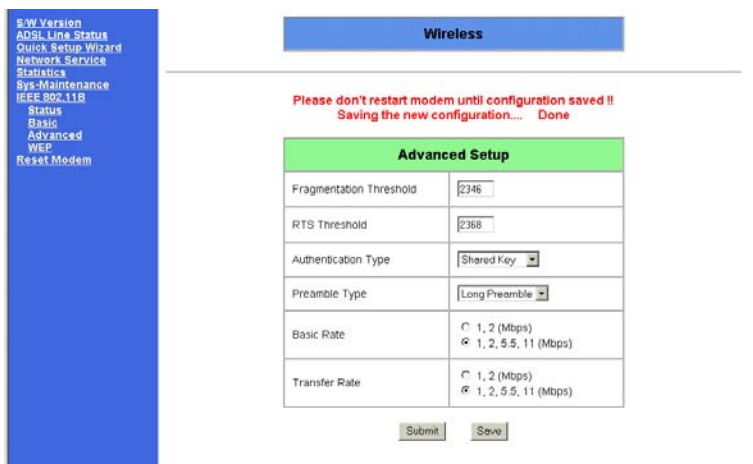 S/W Version
ADSL Line Status
Quick Setup Wizard
Network Service
Statistics
Sys-Maintenance
IEEE 802.11B
Status
Basic
Advanced
WEP
Reset Modem
Wireless
Please don't restart modem until configuration saved !!
Saving the new configuration.... Done
Advanced Setup
Fragmentation Threshold 2346
RTS Threshold 2368
Authentication Type Shared Key
Preamble Type Long Preamble
Basic Rate 1, 2 (Mbps)
1, 2, 5.5, 11 (Mbps)
Transfer Rate 1, 2 (Mbps)
1, 2, 5.5, 11 (Mbps)
Submit Save